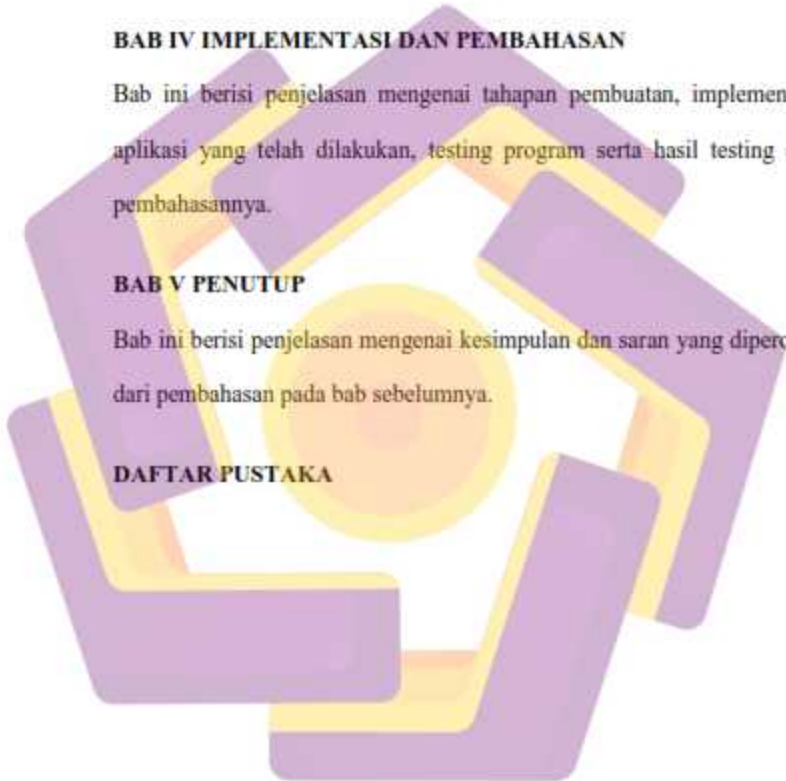 BAB IV IMPLEMENTASI DAN PEMBAHASAN
Bab ini berisi penjelasan mengenai tahapan pembuatan, implemen
aplikasi yang telah dilakukan, testing program serta hasil testing
pembahasannya.
BAB V PENUTUP
Bab ini berisi penjelasan mengenai kesimpulan dan saran yang dipero
dari pembahasan pada bab sebelumnya.
DAFTAR PUSTAKA